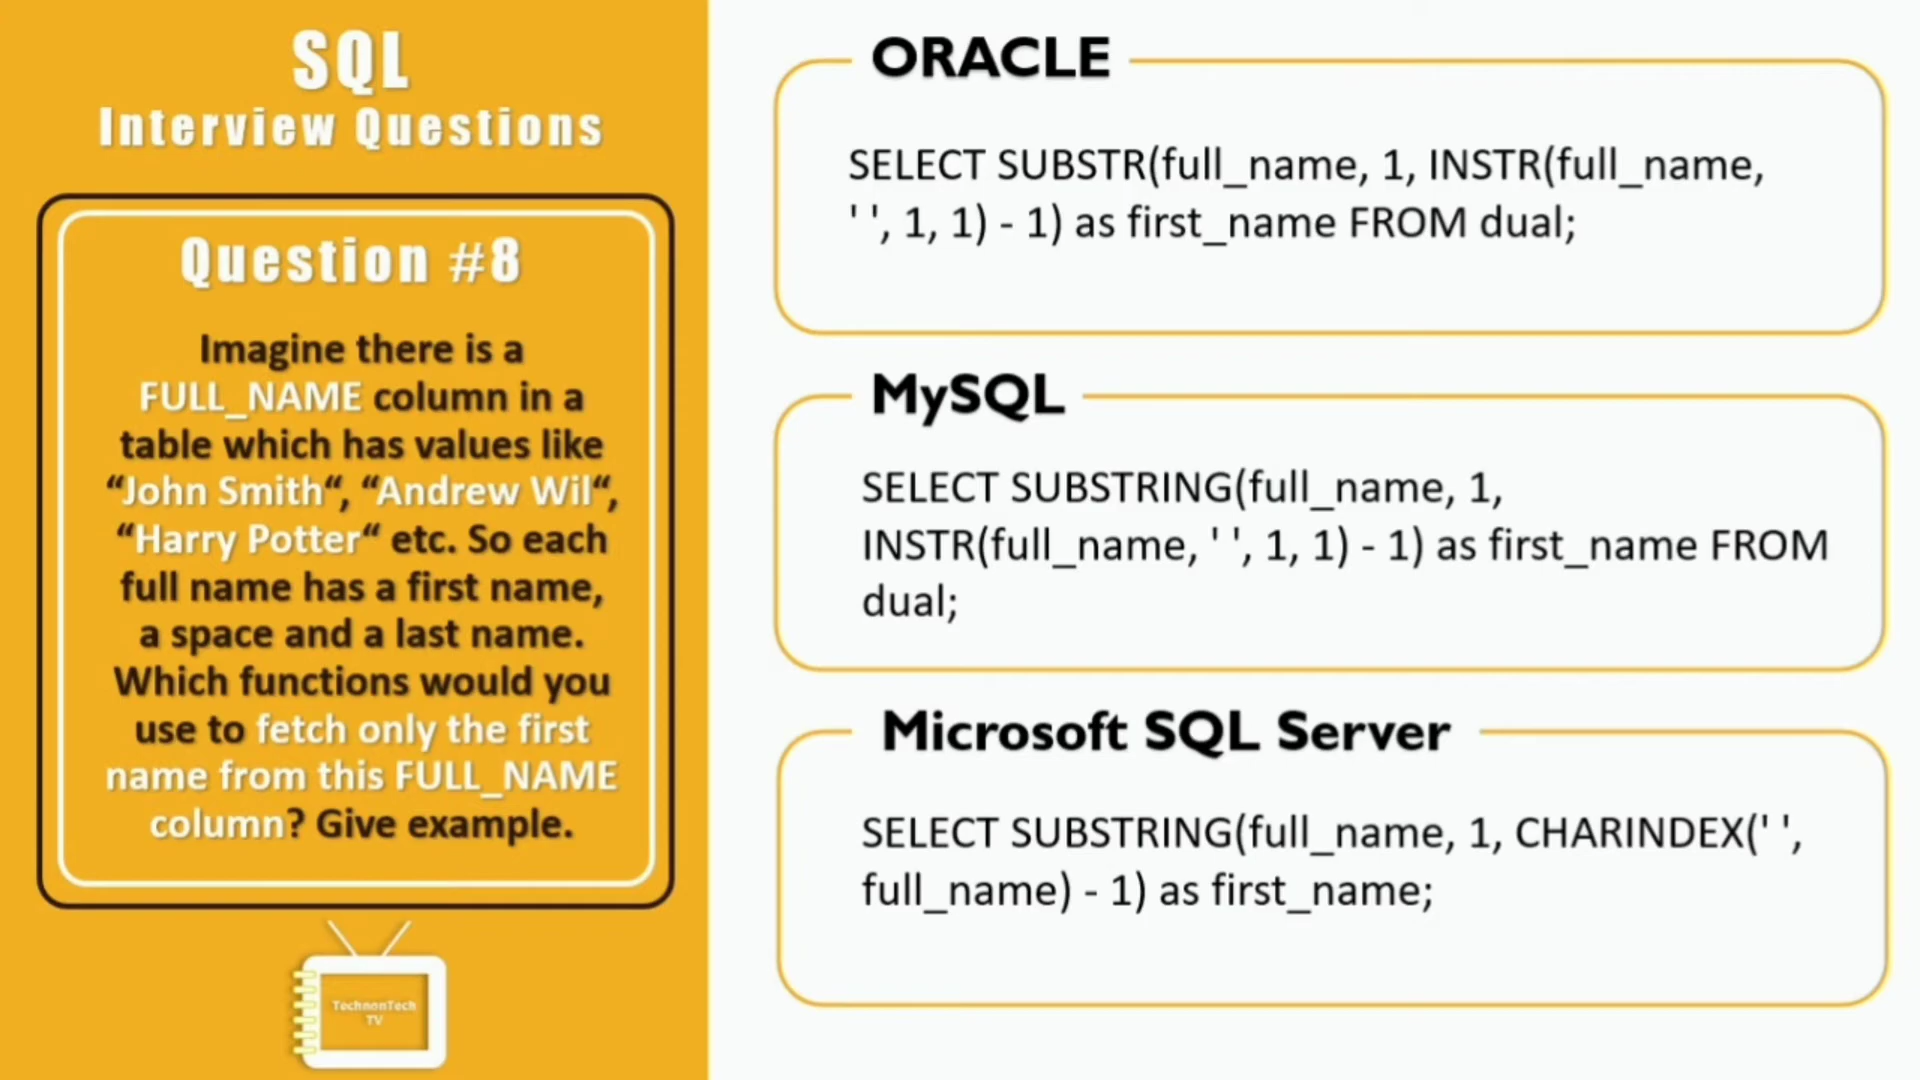 SQL
Interview Questions
Question #8
Imagine there is a
FULL_NAME column in a
table which has values like
“John Smith“, “Andrew Wil“,
“Harry Potter“ etc. So each
full name has a first name,
a space and a last name.
Which functions would you
use to fetch only the first
name from this FULL_NAME
column? Give example.
TechnonTech
TV
ORACLE
SELECT SUBSTR(full_name, 1, INSTR(full_name,
' ', 1, 1) - 1) as first_name FROM dual;
MySQL
SELECT SUBSTRING(full_name, 1,
INSTR(full_name, ' ', 1, 1) - 1) as first_name FROM
dual;
Microsoft SQL Server
SELECT SUBSTRING(full_name, 1, CHARINDEX(' ',
full_name) - 1) as first_name;